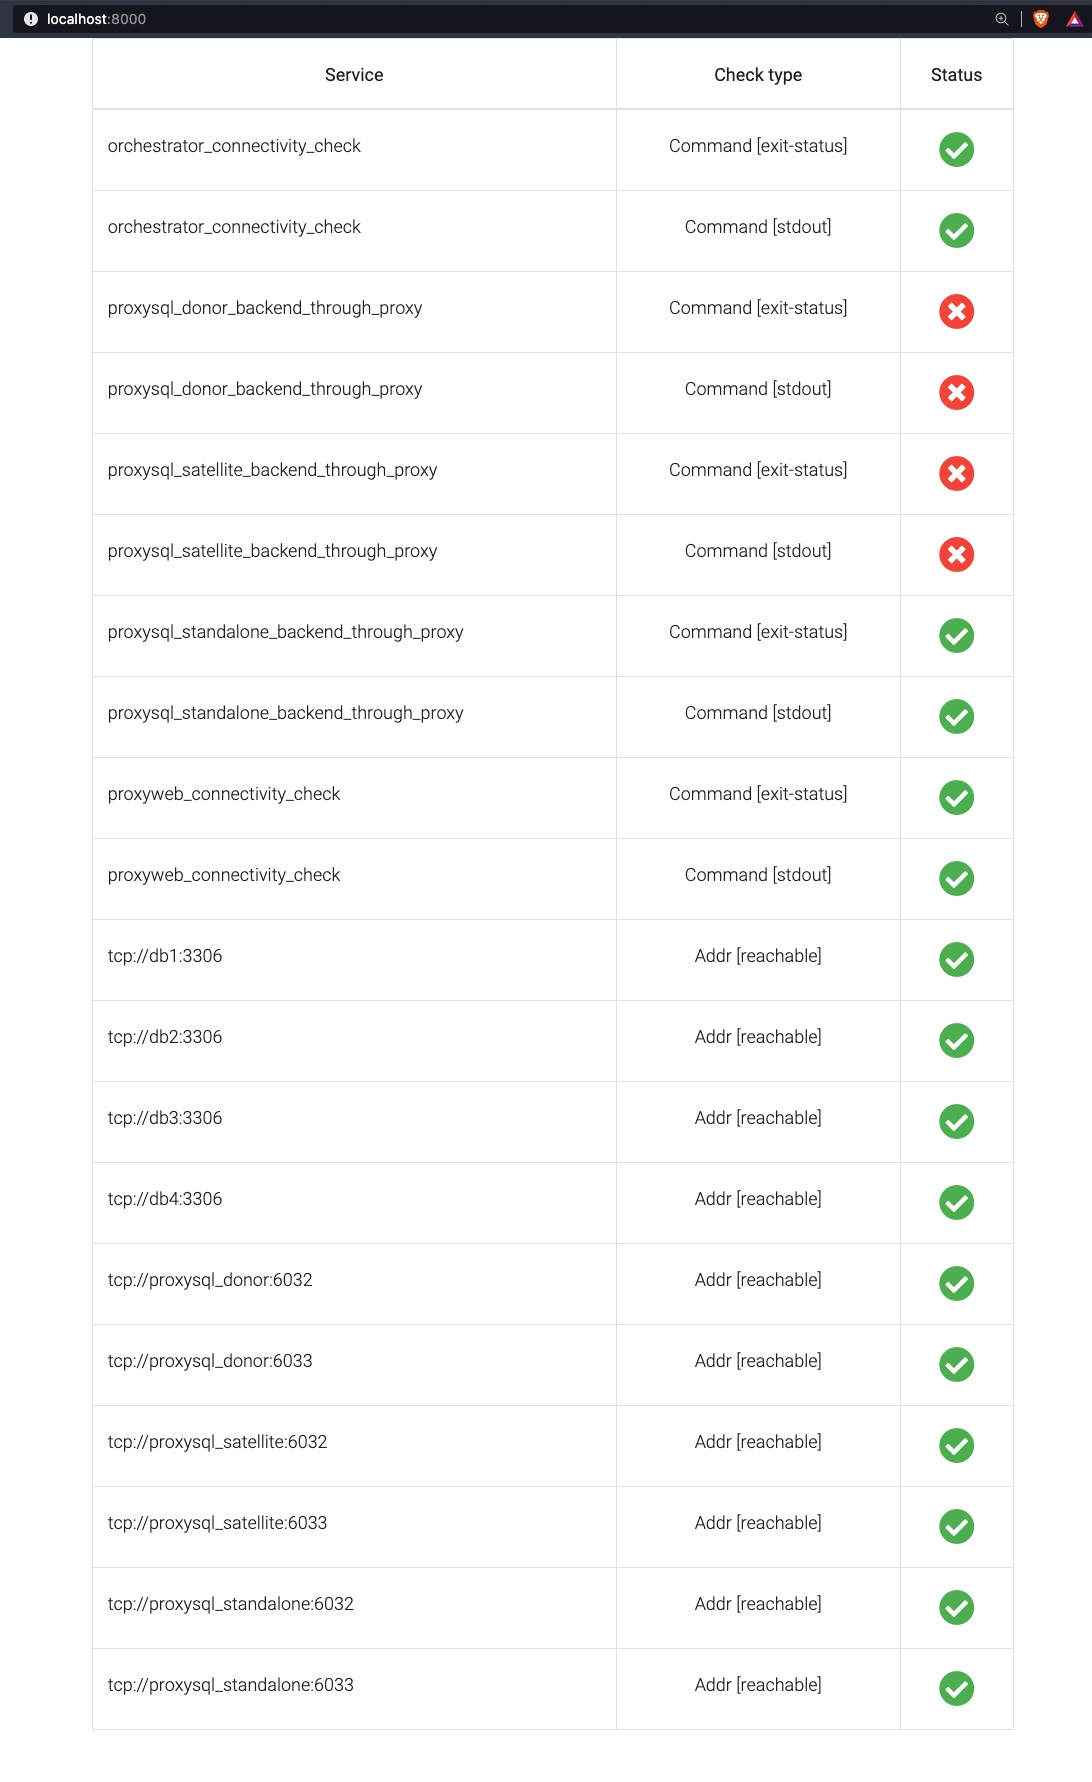 localhost:8000
Service Check type Status
orchestrator_connectivity_check Command [exit-status]
orchestrator_connectivity_check Command [stdout]
proxysql_donor_backend_through_proxy Command [exit-status]
proxysql_donor_backend_through_proxy Command [stdout]
proxysql_satellite_backend_through_proxy Command [exit-status]
proxysql_satellite_backend_through_proxy Command [stdout]
proxysql_standalone_backend_through_proxy Command [exit-status]
proxysql_standalone_backend_through_proxy Command [stdout]
proxyweb_connectivity_check Command [exit-status]
proxyweb_connectivity_check Command [stdout]
tcp://db1:3306 Addr [reachable]
tcp://db2:3306 Addr [reachable]
tcp://db3:3306 Addr [reachable]
tcp://db4:3306 Addr [reachable]
tcp://proxysql_donor:6032 Addr [reachable]
tcp://proxysql_donor:6033 Addr [reachable]
tcp://proxysql_satellite:6032 Addr [reachable]
tcp://proxysql_satellite:6033 Addr [reachable]
tcp://proxysql_standalone:6032 Addr [reachable]
tcp://proxysql_standalone:6033 Addr [reachable]